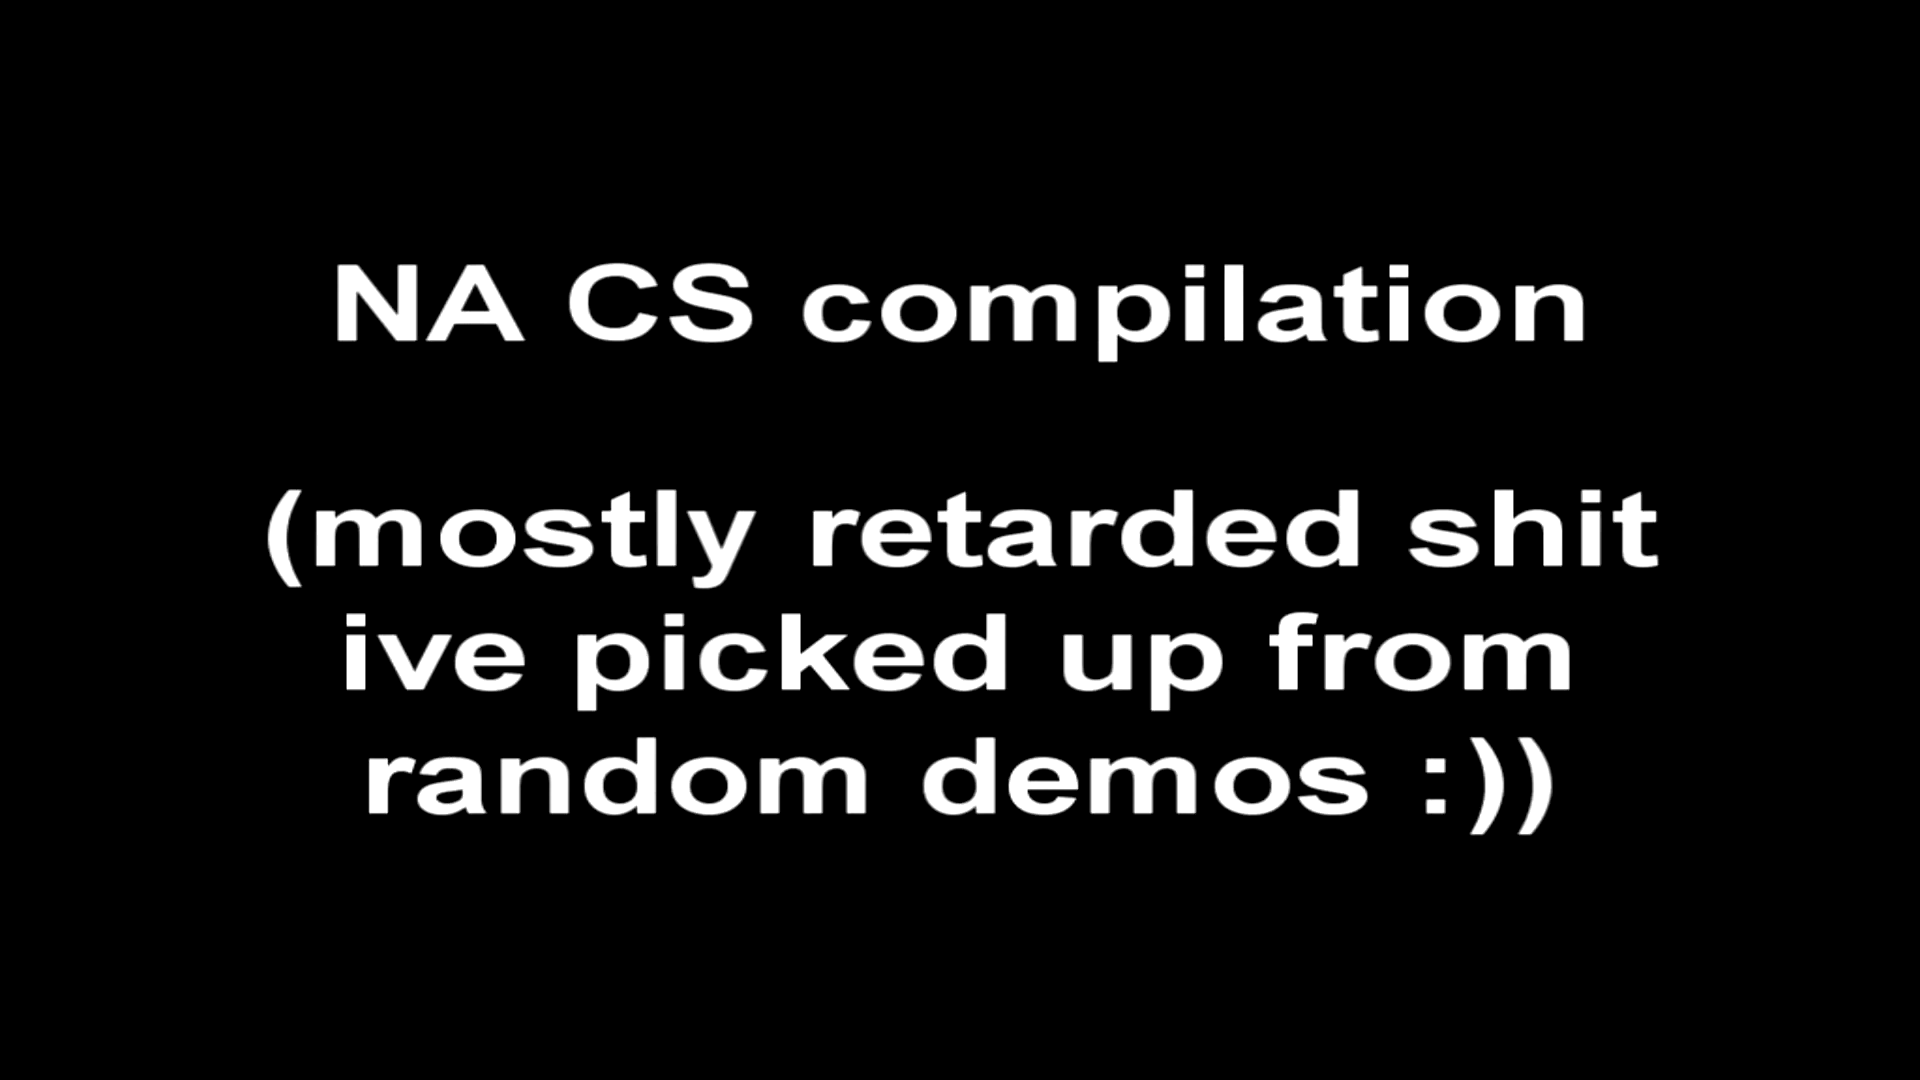 NA CS compilation
(mostly retarded shit
ive picked up from
random demos :))